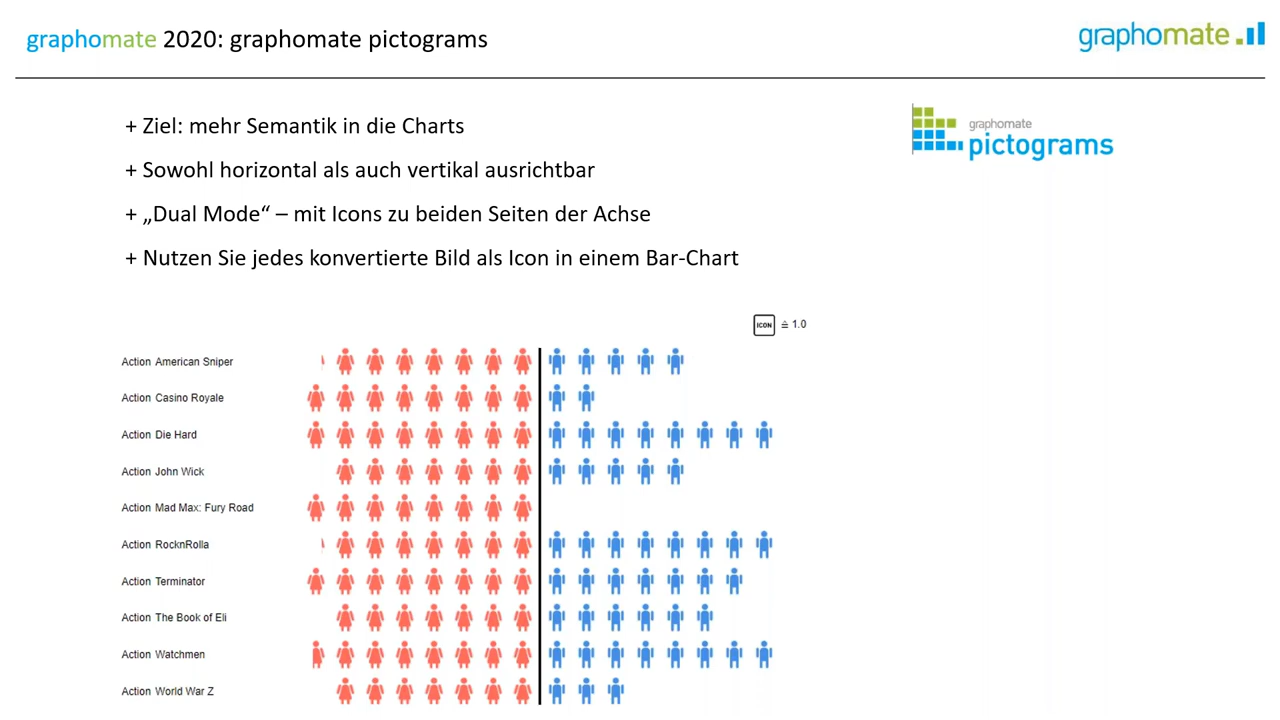 graphomate 2020: graphomate pictograms
graphomate
+ Ziel: mehr Semantik in die Charts
+ Sowohl horizontal als auch vertikal ausrichtbar
+ „Dual Mode“ – mit Icons zu beiden Seiten der Achse
+ Nutzen Sie jedes konvertierte Bild als Icon in einem Bar-Chart
graphomate
pictograms
ICON ≙ 1.0
Action American Sniper
Action Casino Royale
Action Die Hard
Action John Wick
Action Mad Max: Fury Road
Action RocknRolla
Action Terminator
Action The Book of Eli
Action Watchmen
Action World War Z